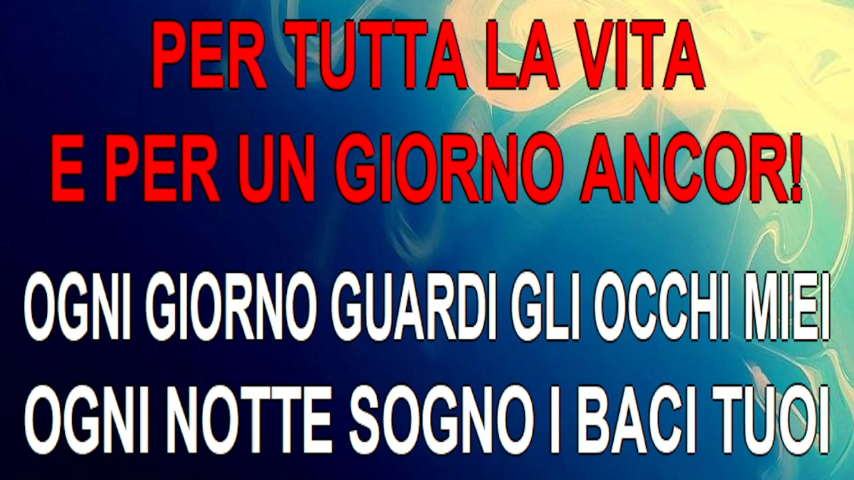 PER TUTTA LA VITA
E PER UN GIORNO ANCOR!
OGNI GIORNO GUARDI GLI OCCHI MIEI
OGNI NOTTE SOGNO I BACI TUOI